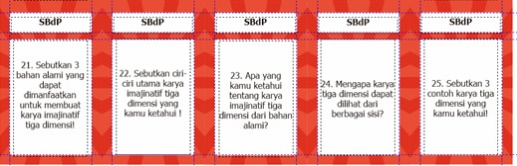 SBdP
SBdP
SBdP
SBdP
SBdP
21. Sebutkan 3
bahan alami yang
dapat
dimanfaatkan
untuk membuat
karya imajinatif
tiga dimensi!
22. Sebutkan ciri-
ciri utama karya
imajinatif tiga
dimensi yang
kamu ketahui !
23. Apa yang
kamu ketahui
tentang karya
imajinatif tiga
dimensi dari bahan
alami?
24. Mengapa karya
tiga dimensi dapat
dilihat dari
berbagai sisi?
25. Sebutkan 3
contoh karya tiga
dimensi yang
kamu ketahui!